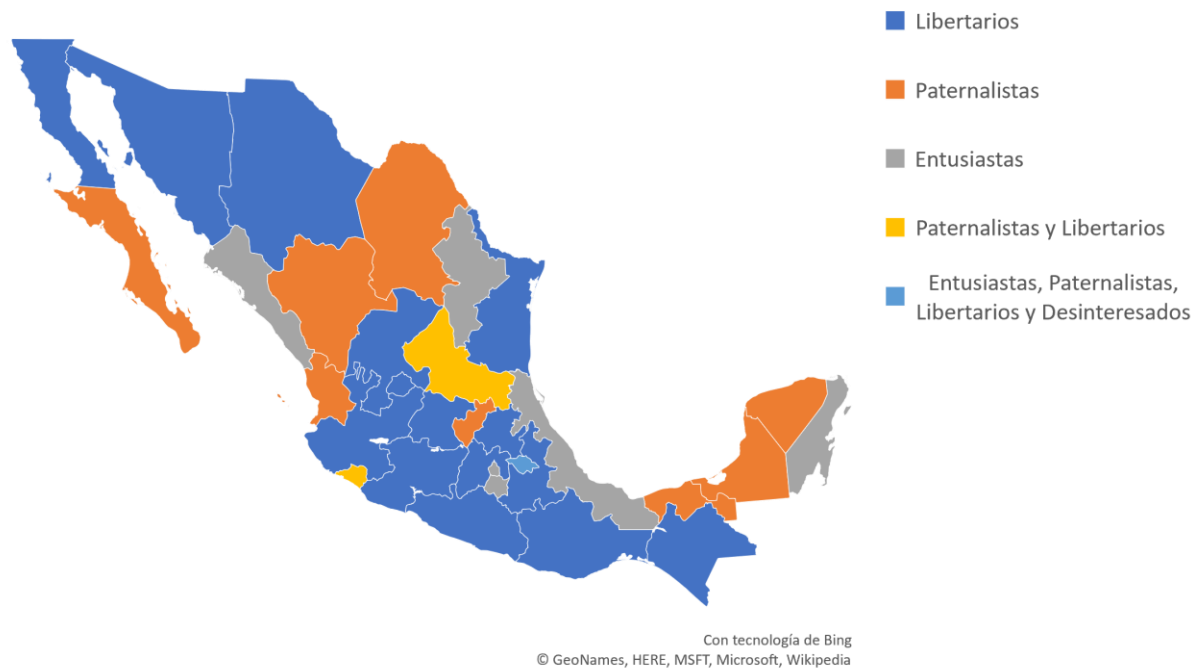 Libertarios
Paternalistas
Entusiastas
Paternalistas y Libertarios
Entusiastas, Paternalistas,
Libertarios y Desinteresados
Con tecnología de Bing
© GeoNames, HERE, MSFT, Microsoft, Wikipedia